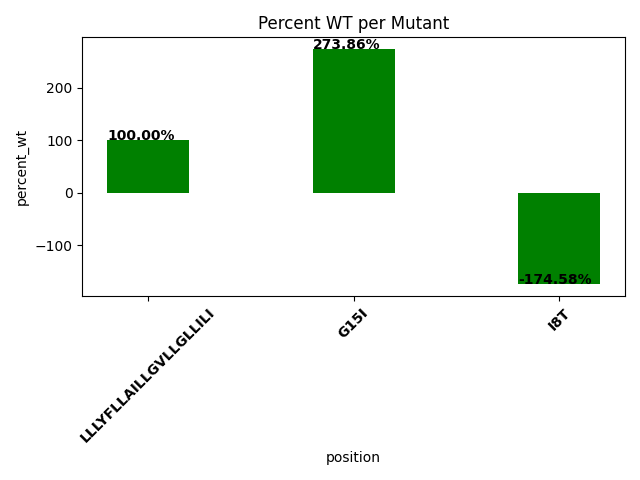 Percent WT per Mutant
273.86%
200
100.00%
100
percent_wt
0
-100
-174.58%
LLLYFLLAILLGVLLGLLILI
G15I
I8T
position